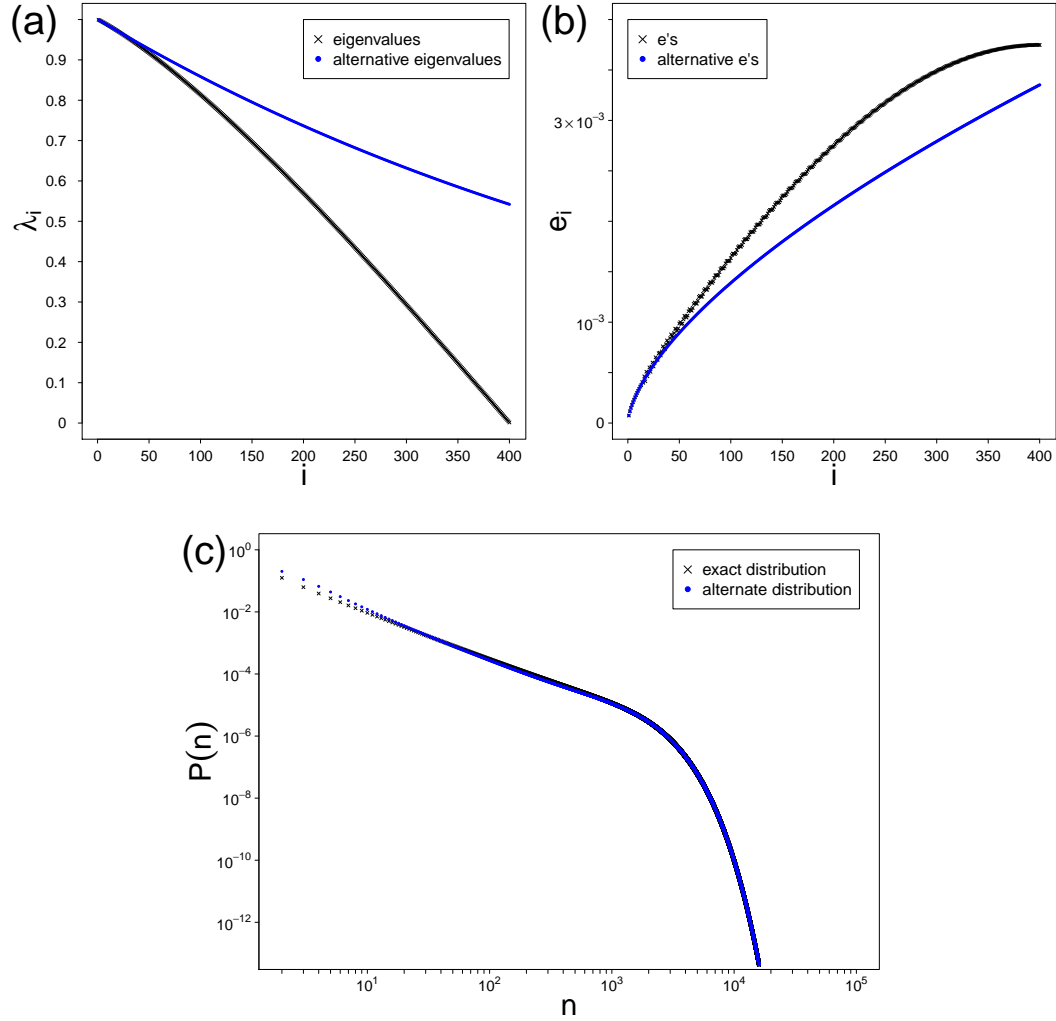 (a)
× eigenvalues
● alternative eigenvalues
0.9
0.8
0.7
0.6
0.5
0.4
0.3
0.2
0.1
0
λi
0 50 100 150 200 250 300 350 400
i
(b)
× e's
● alternative e's
3×10⁻³
10⁻³
0
ei
0 50 100 150 200 250 300 350 400
i
(c)
× exact distribution
● alternate distribution
10⁰
10⁻²
10⁻⁴
10⁻⁶
10⁻⁸
10⁻¹⁰
10⁻¹²
P(n)
10¹ 10² 10³ 10⁴ 10⁵
n